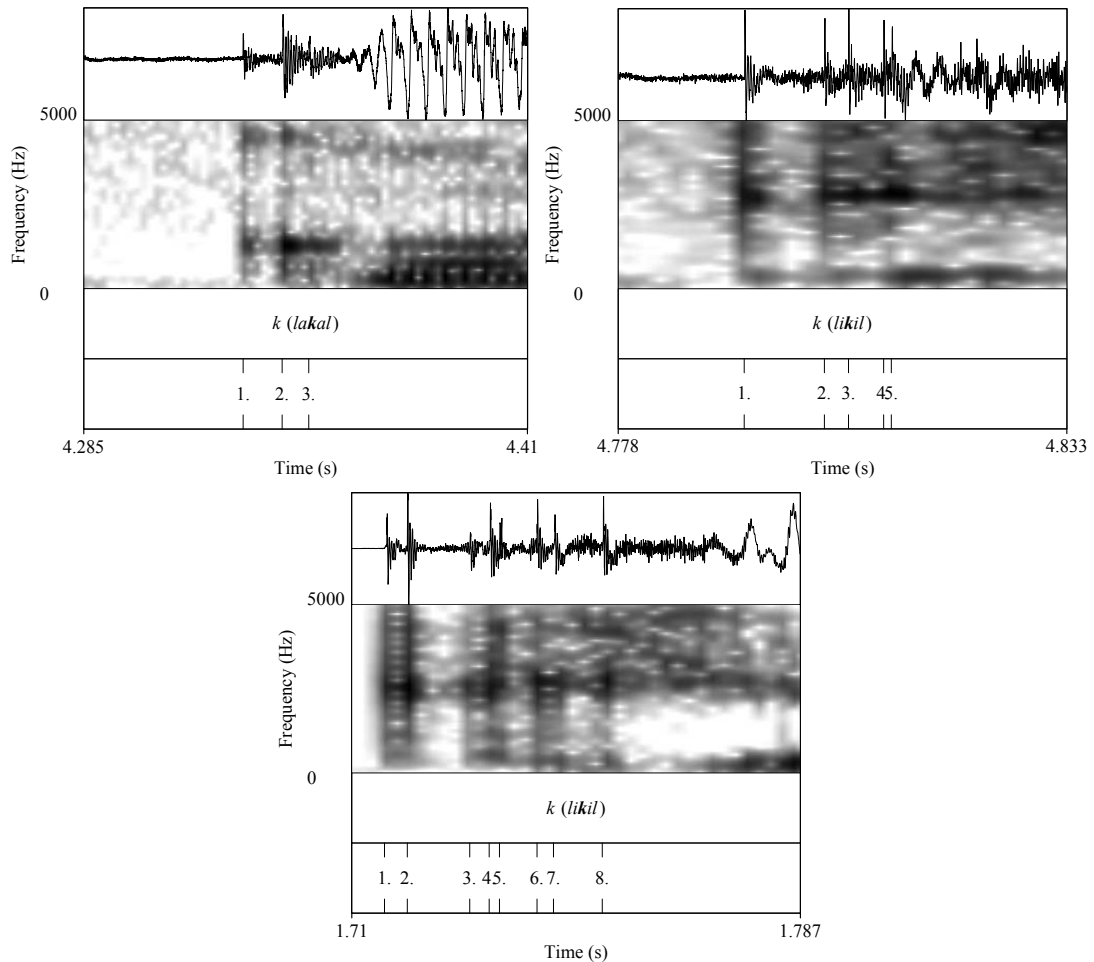 5000
Frequency (Hz)
0
k (lakal)
1. 2. 3.
4.285 4.41
Time (s)
5000
Frequency (Hz)
0
k (likil)
1. 2. 3. 45.
4.778 4.833
Time (s)
5000
Frequency (Hz)
0
k (likil)
1. 2. 3. 45. 6. 7. 8.
1.71 1.787
Time (s)